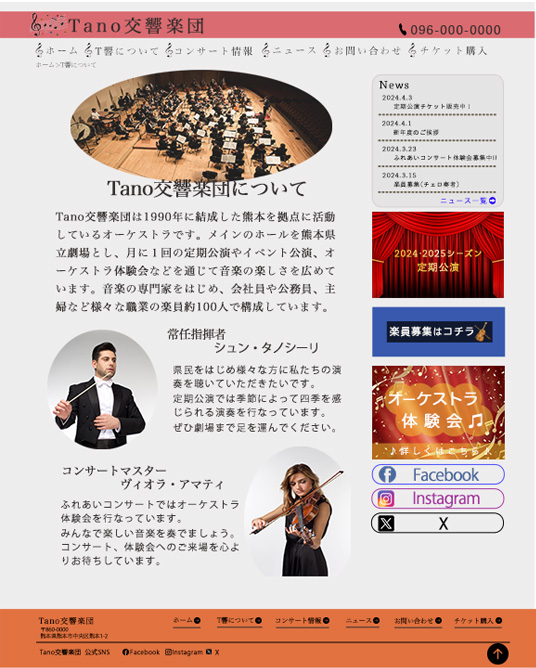 Tano交響楽団
096-000-0000
ホーム
T響について
コンサート情報
ニュース
お問い合わせ
チケット購入
ホーム>T響について
Tano交響楽団について
Tano交響楽団は1990年に結成した熊本を拠点に活動
しているオーケストラです。メインのホールを熊本県
立劇場とし、月に１回の定期公演やイベント公演、オ
ーケストラ体験会などを通じて音楽の楽しさを広めて
います。音楽の専門家をはじめ、会社員や公務員、主
婦など様々な職業の楽員約100人で構成しています。
常任指揮者
シュン・タノシーリ
県民をはじめ様々な方に私たちの演
奏を聴いていただきたいです。
定期公演では季節によって四季を感
じられる演奏を行なっています。
ぜひ劇場まで足を運んでください。
コンサートマスター
ヴィオラ・アマティ
ふれあいコンサートではオーケストラ
体験会を行なっています。
みんなで楽しい音楽を奏でましょう。
コンサート、体験会へのご来場を心よ
りお待ちしています。
News
2024.4.3
定期公演チケット販売中！
2024.4.1
新年度のご挨拶
2024.3.23
ふれあいコンサート体験会募集中!!
2024.3.15
楽員募集(チェロ奏者)
ニュース一覧
2024-2025シーズン
定期公演
楽員募集はコチラ
オーケストラ
体験会♫
♪詳しくはこちら♪
Facebook
Instagram
X
Tano交響楽団
〒860-0000
熊本県熊本市中央区熊本1-2
ホーム
T響について
コンサート情報
ニュース
お問い合わせ
チケット購入
Tano交響楽団 公式SNS
Facebook
Instagram
X